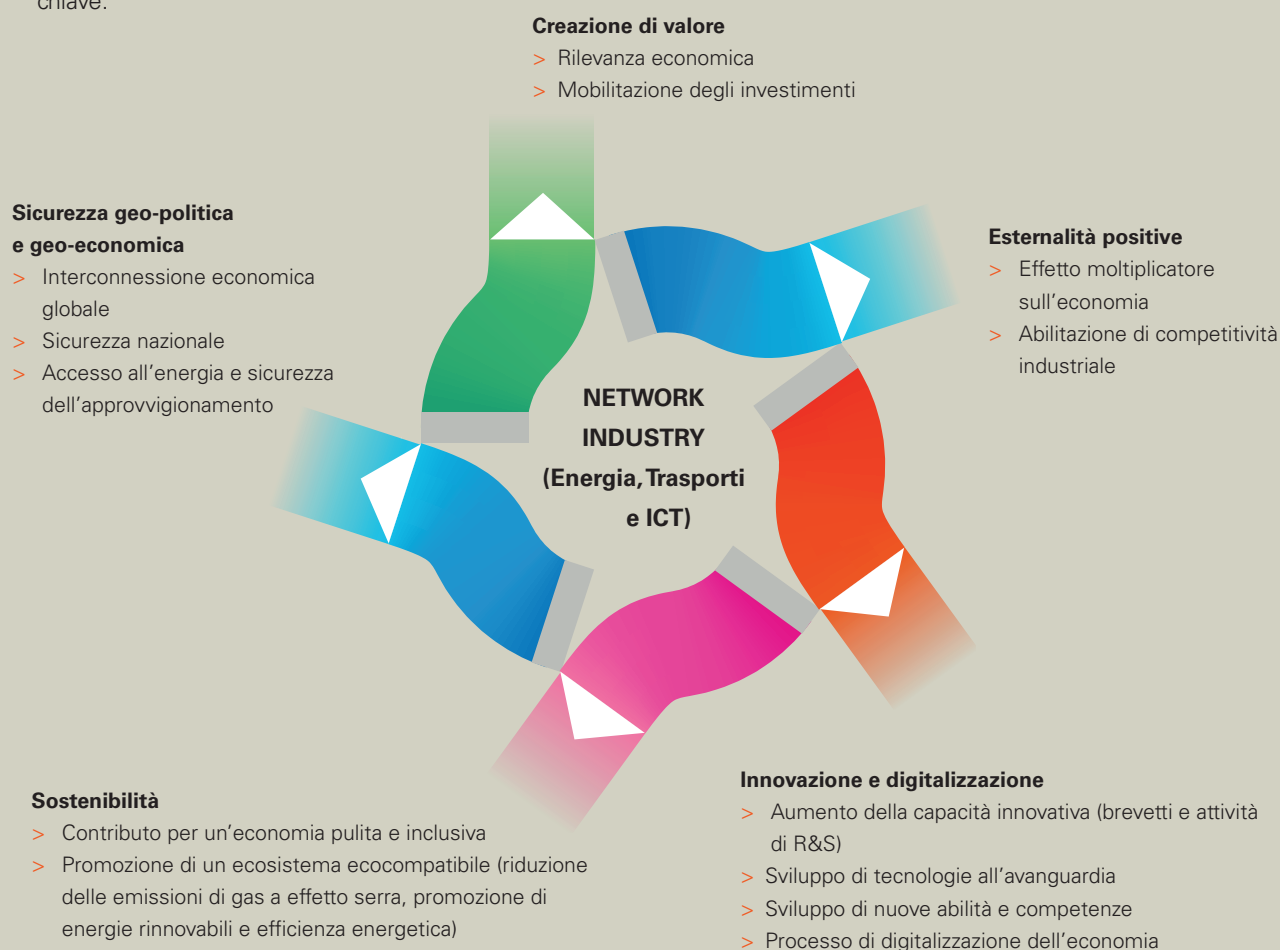 chiave:
Creazione di valore
> Rilevanza economica
> Mobilitazione degli investimenti
Sicurezza geo-politica
e geo-economica
> Interconnessione economica
globale
> Sicurezza nazionale
> Accesso all'energia e sicurezza
dell'approvvigionamento
Esternalità positive
> Effetto moltiplicatore
sull'economia
> Abilitazione di competitività
industriale
NETWORK
INDUSTRY
(Energia, Trasporti
e ICT)
Sostenibilità
> Contributo per un'economia pulita e inclusiva
> Promozione di un ecosistema ecocompatibile (riduzione
delle emissioni di gas a effetto serra, promozione di
energie rinnovabili e efficienza energetica)
Innovazione e digitalizzazione
> Aumento della capacità innovativa (brevetti e attività
di R&S)
> Sviluppo di tecnologie all'avanguardia
> Sviluppo di nuove abilità e competenze
> Processo di digitalizzazione dell'economia